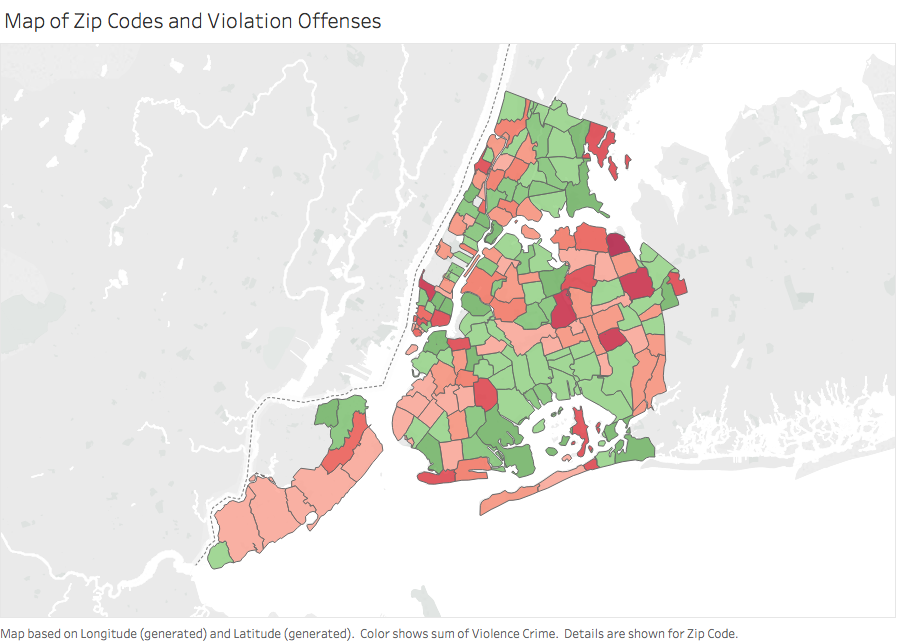 Map of Zip Codes and Violation Offenses
Map based on Longitude (generated) and Latitude (generated).  Color shows sum of Violence Crime.  Details are shown for Zip Code.